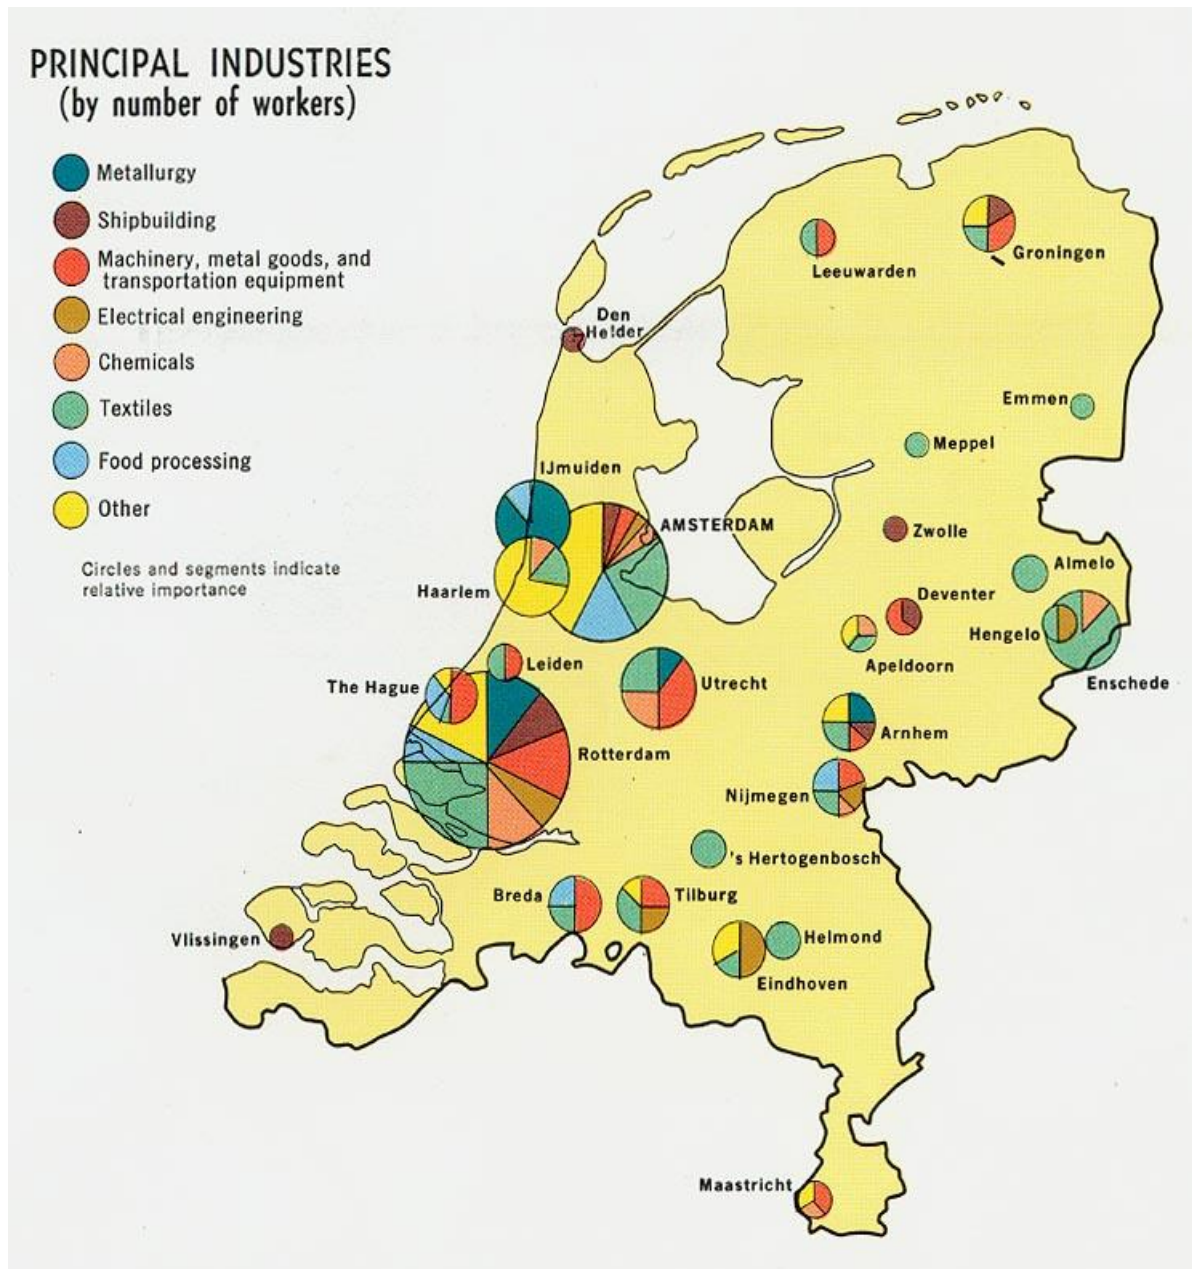 PRINCIPAL INDUSTRIES
(by number of workers)
Metallurgy
Shipbuilding
Machinery, metal goods, and
transportation equipment
Electrical engineering
Chemicals
Textiles
Food processing
Other
Circles and segments indicate
relative importance
Groningen
Leeuwarden
Den
Helder
Emmen
Meppel
IJmuiden
AMSTERDAM
Zwolle
Almelo
Haarlem
Deventer
Hengelo
Apeldoorn
Leiden
The Hague
Utrecht
Enschede
Arnhem
Rotterdam
Nijmegen
's Hertogenbosch
Breda
Tilburg
Vlissingen
Helmond
Eindhoven
Maastricht